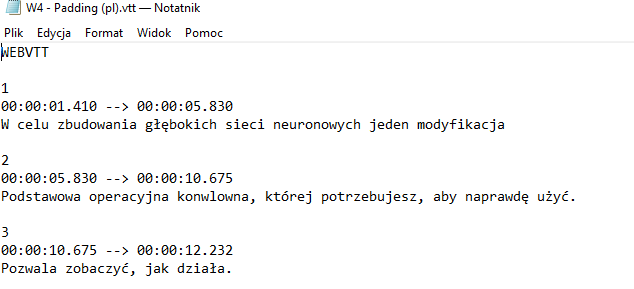 W4 - Padding (pl).vtt — Notatnik
Plik Edycja Format Widok Pomoc
WEBVTT
1
00:00:01.410 --> 00:00:05.830
W celu zbudowania głębokich sieci neuronowych jeden modyfikacja
2
00:00:05.830 --> 00:00:10.675
Podstawowa operacyjna konwlowna, której potrzebujesz, aby naprawdę użyć.
3
00:00:10.675 --> 00:00:12.232
Pozwala zobaczyć, jak działa.